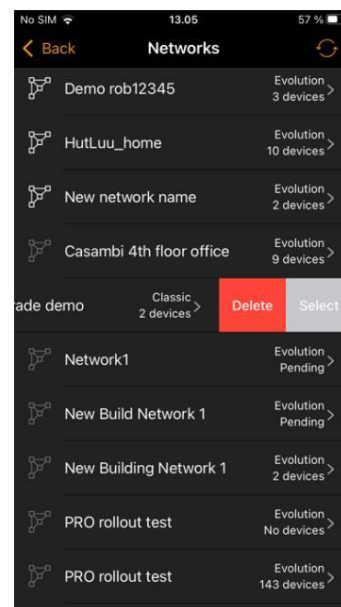 No SIM 13.05 57 %
Back Networks
Demo rob12345 Evolution
3 devices
HutLuu_home Evolution
10 devices
New network name Evolution
2 devices
Casambi 4th floor office Evolution
9 devices
rade demo Classic
2 devices Delete Select
Network1 Evolution
Pending
New Build Network 1 Evolution
Pending
New Building Network 1 Evolution
2 devices
PRO rollout test Evolution
No devices
PRO rollout test Evolution
143 devices